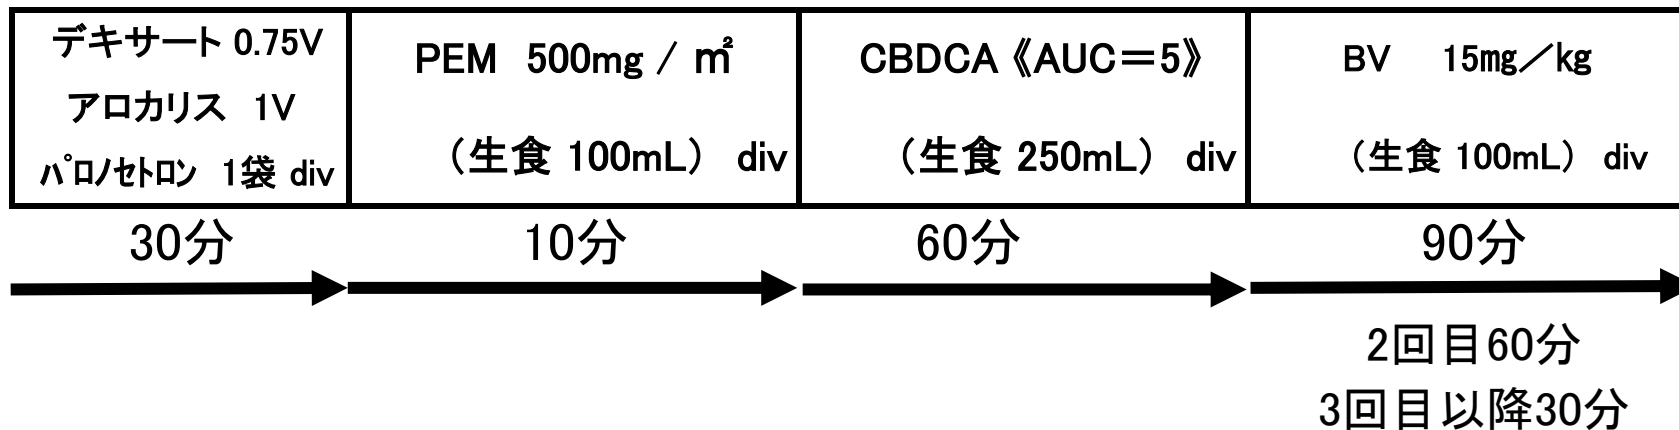 デキサート 0.75V
アロカリス 1V
パロノセトロン 1袋 div
PEM 500mg / ㎡
（生食 100mL） div
CBDCA《AUC＝5》
（生食 250mL） div
BV 15㎎／kg
（生食 100mL） div
30分
10分
60分
90分
2回目60分
3回目以降30分